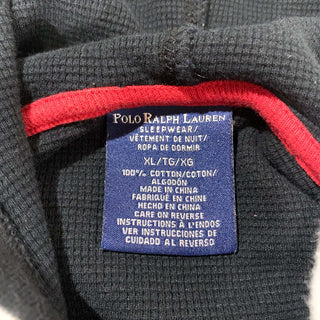 POLO RALPH LAUREN
SLEEPWEAR/
VÊTEMENT DE NUIT/
ROPA DE DORMIR
XL/TG/XG
100% COTTON/COTON/
ALGODÓN
MADE IN CHINA
FABRIQUÉ EN CHINE
HECHO EN CHINA
CARE ON REVERSE
INSTRUCTIONS À L'ENDOS
VER INSTRUCCIONES DE
CUIDADO AL REVERSO